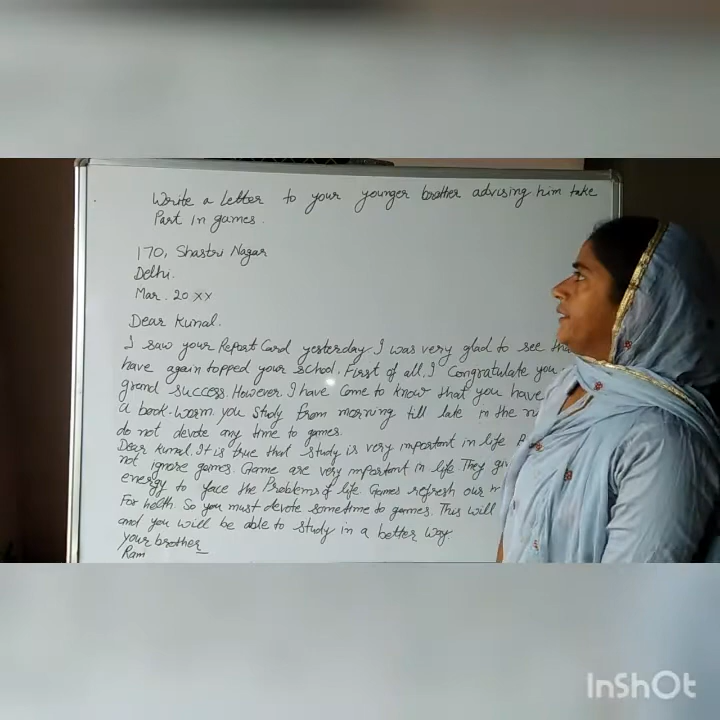 Write a letter to your younger brother advising him take
Part in games.
170, Shastri Nagar
Delhi.
Mar. 20 XX
Dear Kunal.
I saw your Report Card yesterday I was very glad to see
have again topped your school. First of all, I Congratulate you
grand success. However I have Come to know that you have
a book-worm you study from morning till late in the
do not devote any time to games.
Dear Kunal. It is true that study is very important in life
not ignore games. Game are very important in life. They
energy to face the Problems of life. Games refresh our
For helth. So you must devote sometime to games. This will
and you will be able to study in a better way.
Your brother
Ram
InShOt